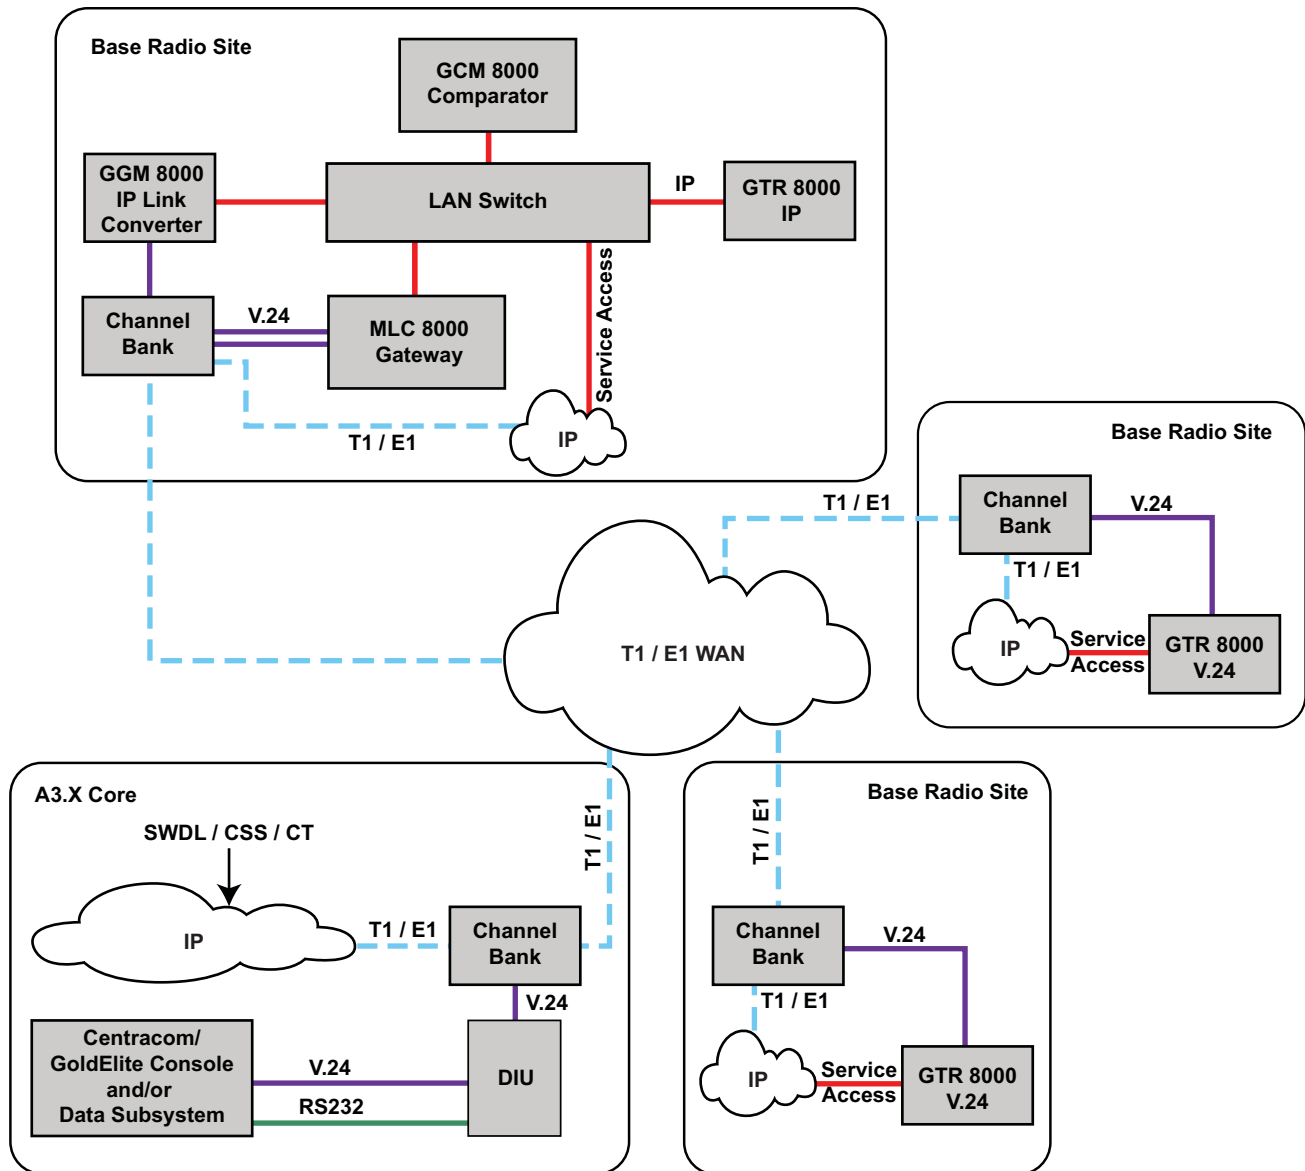 Base Radio Site
GCM 8000
Comparator
GGM 8000
IP Link
Converter
LAN Switch
IP
GTR 8000
IP
Channel
Bank
V.24
MLC 8000
Gateway
Service Access
T1 / E1
IP
Base Radio Site
T1 / E1
Channel
Bank
V.24
T1 / E1
IP
Service
Access
GTR 8000
V.24
T1 / E1 WAN
A3.X Core
SWDL / CSS / CT
IP
T1 / E1
Channel
Bank
T1 / E1
V.24
Centracom/
GoldElite Console
and/or
Data Subsystem
V.24
RS232
DIU
Base Radio Site
T1 / E1
Channel
Bank
V.24
T1 / E1
IP
Service
Access
GTR 8000
V.24